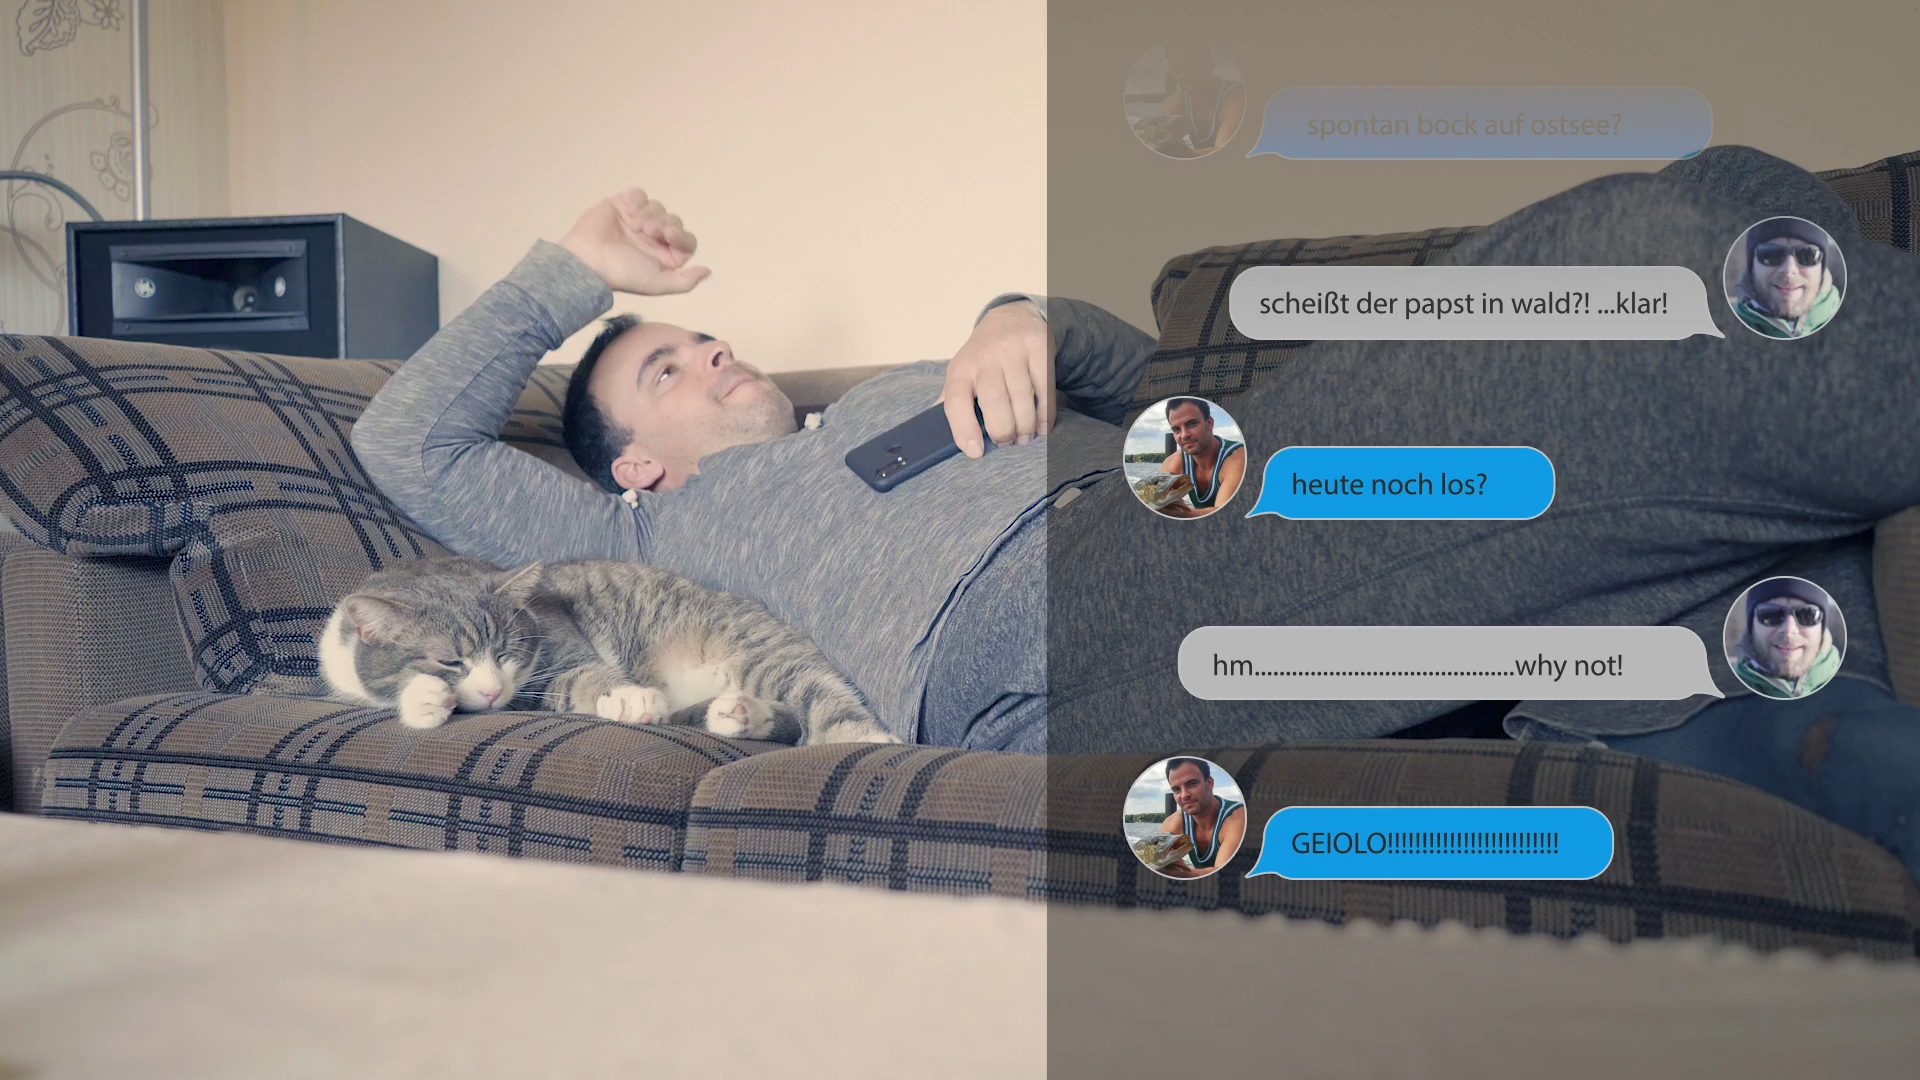 spontan bock auf ostsee?
scheißt der papst in wald?! ...klar!
heute noch los?
hm..........................................why not!
GEIOLO!!!!!!!!!!!!!!!!!!!!!!!!!